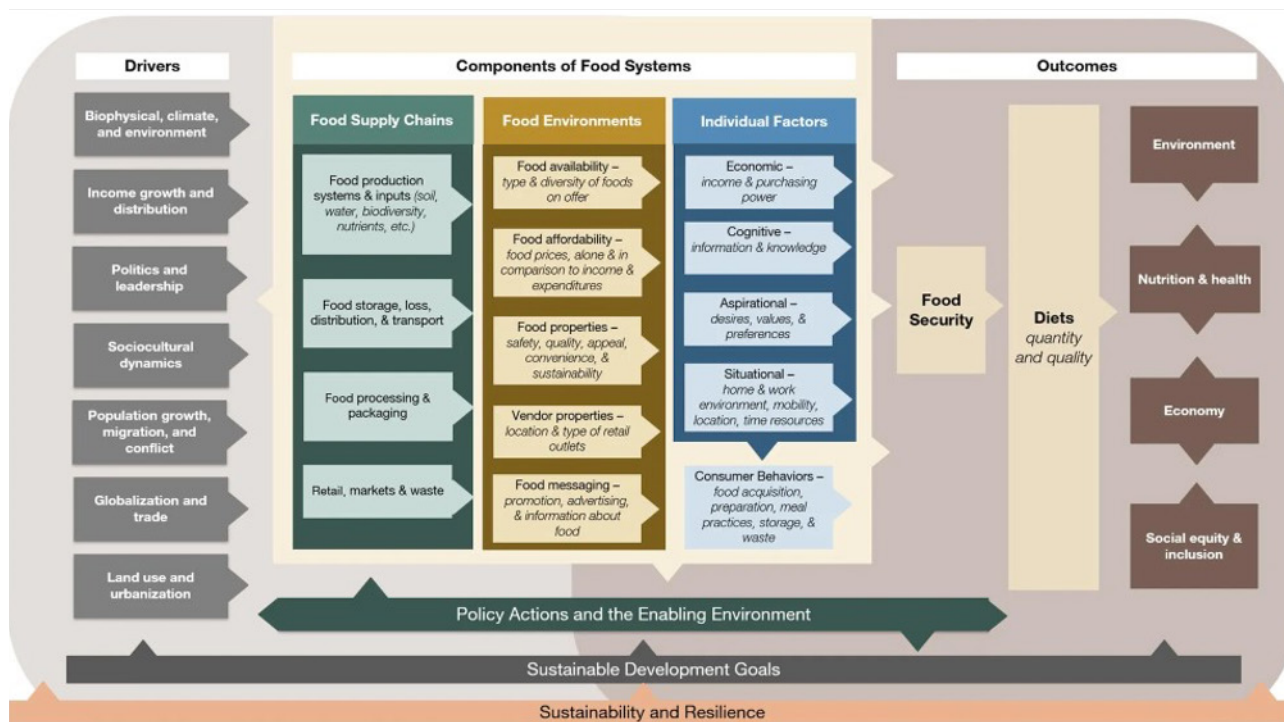 Drivers
Biophysical, climate,
and environment
Income growth and
distribution
Politics and
leadership
Sociocultural
dynamics
Population growth,
migration, and
conflict
Globalization and
trade
Land use and
urbanization
Components of Food Systems
Food Supply Chains
Food production
systems & inputs (soil,
water, biodiversity,
nutrients, etc.)
Food storage, loss,
distribution, & transport
Food processing &
packaging
Retail, markets & waste
Food Environments
Food availability –
type & diversity of foods
on offer
Food affordability –
food prices, alone & in
comparison to income &
expenditures
Food properties –
safety, quality, appeal,
convenience, &
sustainability
Vendor properties –
location & type of retail
outlets
Food messaging –
promotion, advertising,
& information about
food
Individual Factors
Economic –
income & purchasing
power
Cognitive –
information & knowledge
Aspirational –
desires, values, &
preferences
Situational –
home & work
environment, mobility,
location, time resources
Consumer Behaviors –
food acquisition,
preparation, meal
practices, storage, &
waste
Outcomes
Food
Security
Diets
quantity
and quality
Environment
Nutrition & health
Economy
Social equity &
inclusion
Policy Actions and the Enabling Environment
Sustainable Development Goals
Sustainability and Resilience